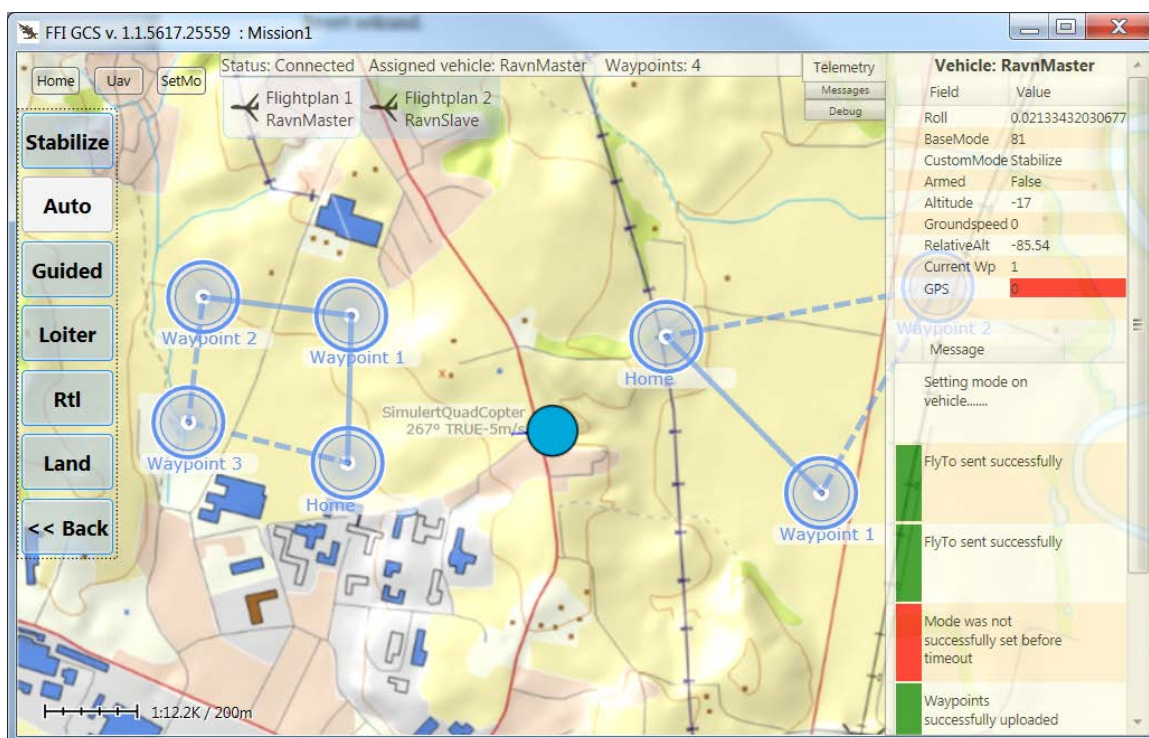 FFI GCS v. 1.1.5617.25559 : Mission1
Home Uav SetMo
Status: Connected Assigned vehicle: RavnMaster Waypoints: 4
Flightplan 1
RavnMaster
Flightplan 2
RavnSlave
Telemetry
Messages
Debug
Stabilize
Auto
Guided
Loiter
Rtl
Land
<< Back
Waypoint 2
Waypoint 1
Waypoint 3
Home
SimulertQuadCopter
267º TRUE-5m/s
Home
Waypoint 1
Waypoint 2
1:12.2K / 200m
Vehicle: RavnMaster
Field Value
Roll 0.02133432030677
BaseMode 81
CustomMode Stabilize
Armed False
Altitude -17
Groundspeed 0
RelativeAlt -85.54
Current Wp 1
GPS 0
Message
Setting mode on
vehicle......
FlyTo sent successfully
FlyTo sent successfully
Mode was not
successfully set before
timeout
Waypoints
successfully uploaded